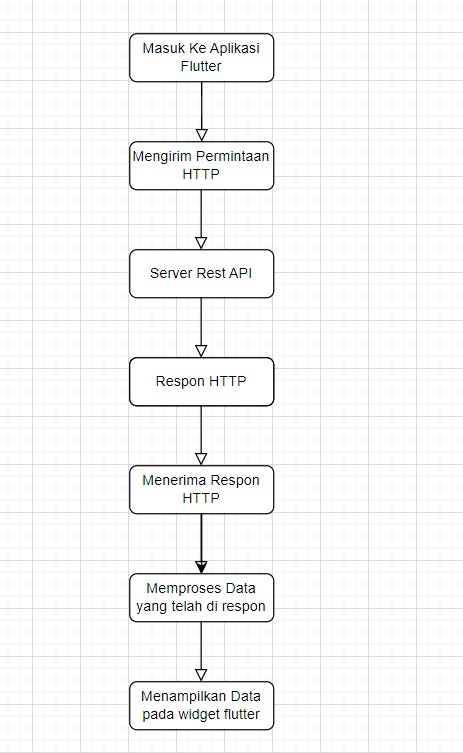 Masuk Ke Aplikasi
Flutter
Mengirim Permintaan
HTTP
Server Rest API
Respon HTTP
Menerima Respon
HTTP
Memproses Data
yang telah di respon
Menampilkan Data
pada widget flutter